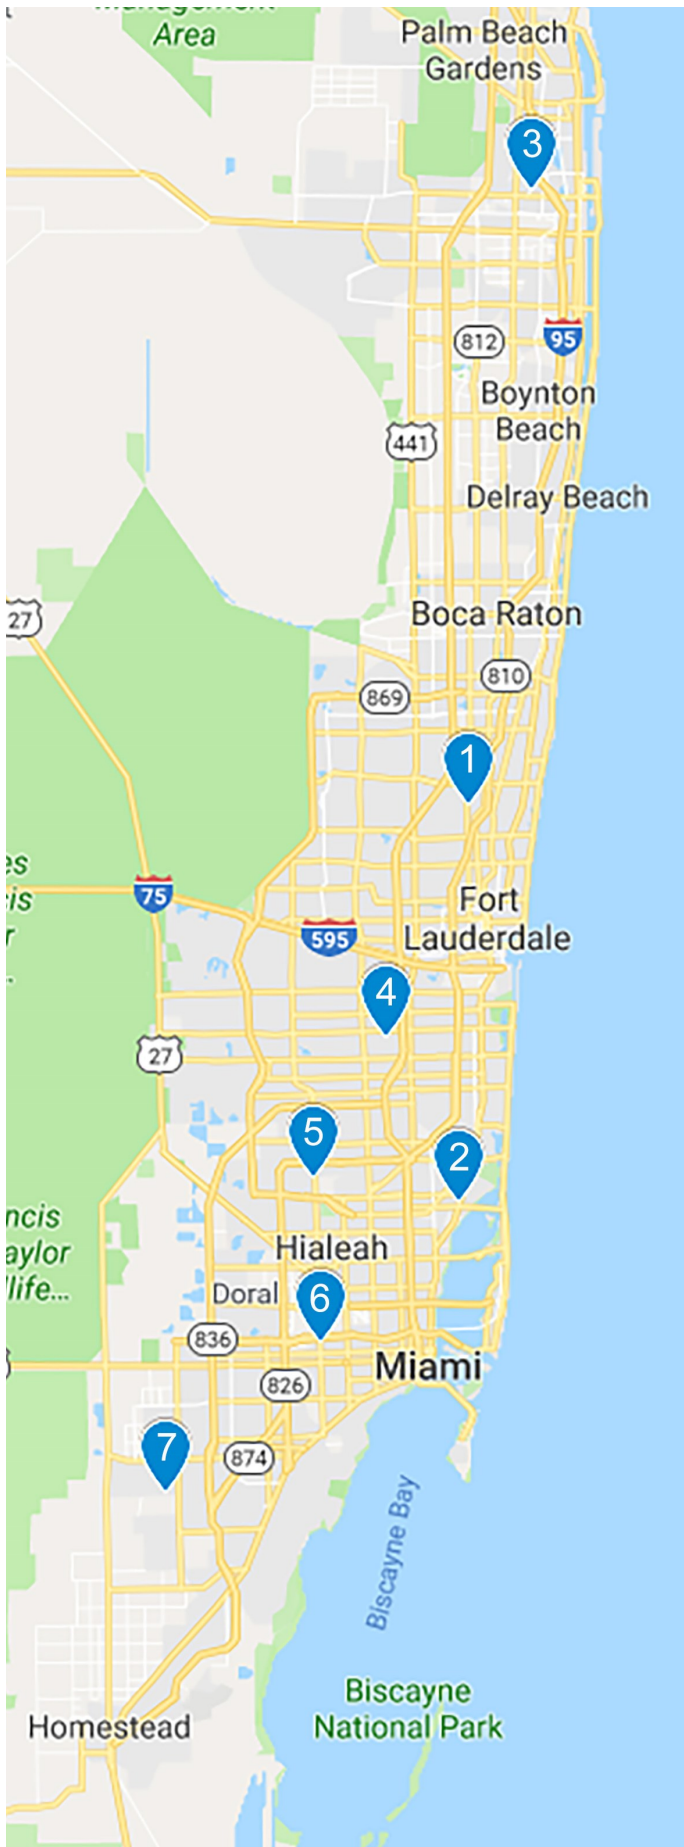 Area
Palm Beach
Gardens
3
812
95
Boynton
Beach
441
Delray Beach
27
Boca Raton
810
869
1
75
Fort
Lauderdale
595
4
27
5
2
Hialeah
Doral
6
836
Miami
826
7
874
Biscayne Bay
Biscayne
National Park
Homestead